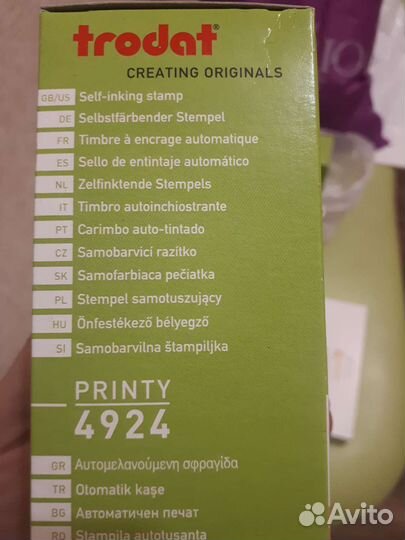 trodat®
CREATING ORIGINALS
GB/US Self-inking stamp
DE Selbstfärbender Stempel
FR Timbre à encrage automatique
ES Sello de entintaje automático
NL Zelfinktende Stempels
IT Timbro autoinchiostrante
PT Carimbo auto-tintado
CZ Samobarvicí razítko
SK Samofarbiaca pečiatka
PL Stempel samotuszujący
HU Önfestékező bélyegző
SI Samobarvilna štampiljka
PRINTY
4924
GR Αυτομελανούμενη σφραγίδα
TR Otomatik kaşe
BG Автоматичен печат
RO Stampila autotusanta
Avito